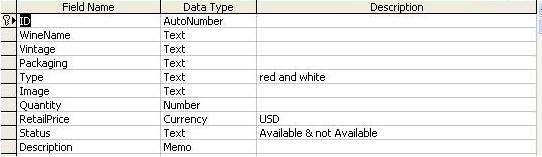 Field Name Data Type Description
ID AutoNumber
WineName Text
Vintage Text
Packaging Text
Type Text red and white
Image Text
Quantity Number
RetailPrice Currency USD
Status Text Available & not Available
Description Memo